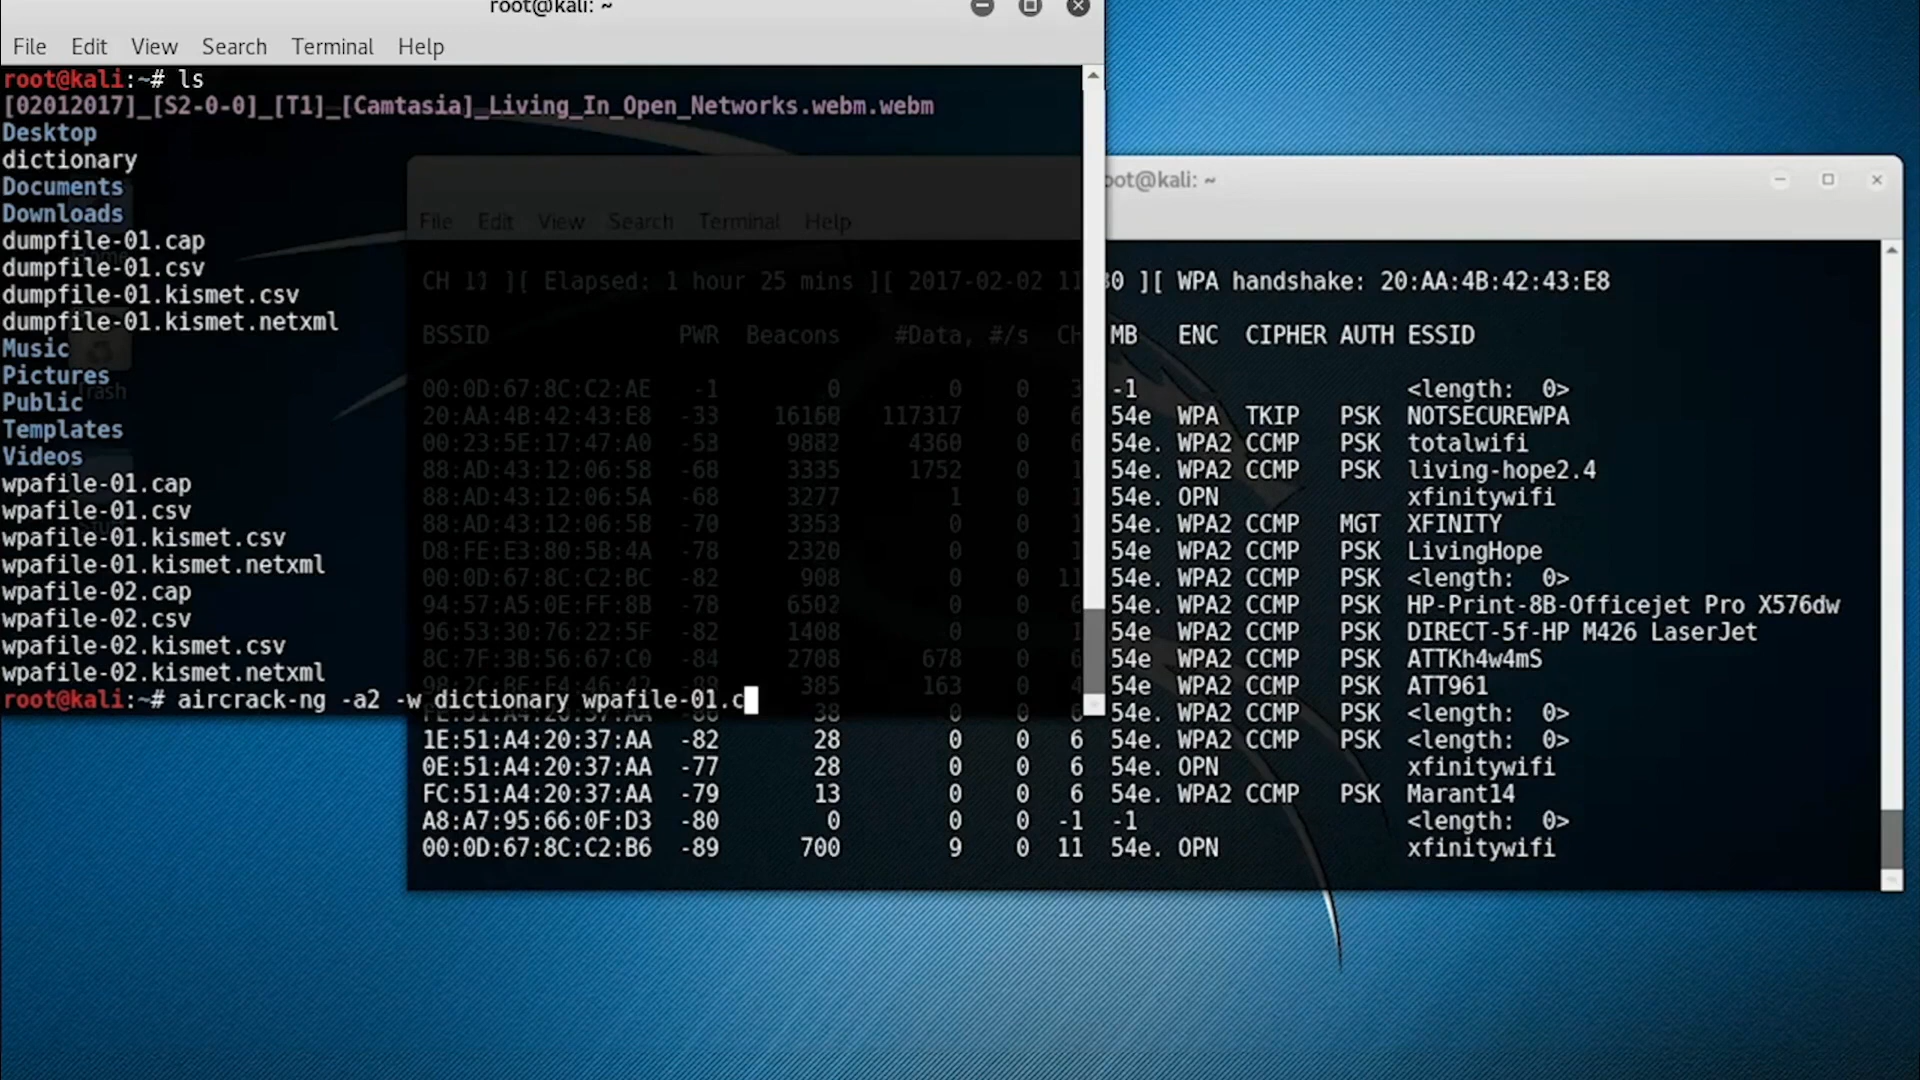 root@kali: ~
File Edit View Search Terminal Help
root@kali:~# ls
[02012017]_[S2-0-0]_[T1]_[Camtasia]_Living_In_Open_Networks.webm.webm
Desktop
dictionary
Documents
Downloads
dumpfile-01.cap
dumpfile-01.csv
dumpfile-01.kismet.csv
dumpfile-01.kismet.netxml
Music
Pictures
Public
Templates
Videos
wpafile-01.cap
wpafile-01.csv
wpafile-01.kismet.csv
wpafile-01.kismet.netxml
wpafile-02.cap
wpafile-02.csv
wpafile-02.kismet.csv
wpafile-02.kismet.netxml
root@kali:~# aircrack-ng -a2 -w dictionary wpafile-01.c
oot@kali: ~
File Edit View Search Terminal Help
CH 11 ][ Elapsed: 1 hour 25 mins ][ 2017-02-02 11 30 ][ WPA handshake: 20:AA:4B:42:43:E8
BSSID PWR Beacons #Data, #/s CH MB ENC CIPHER AUTH ESSID
00:0D:67:8C:C2:AE -1 0 0 0 3 -1 <length: 0>
20:AA:4B:42:43:E8 -33 16160 117317 0 6 54e WPA TKIP PSK NOTSECUREWPA
00:23:5E:17:47:A0 -53 9882 4360 0 6 54e. WPA2 CCMP PSK totalwifi
88:AD:43:12:06:58 -68 3335 1752 0 1 54e. WPA2 CCMP PSK living-hope2.4
88:AD:43:12:06:5A -68 3277 1 0 1 54e. OPN xfinitywifi
88:AD:43:12:06:5B -70 3353 0 0 1 54e. WPA2 CCMP MGT XFINITY
D8:FE:E3:80:5B:4A -78 2320 0 0 1 54e. WPA2 CCMP PSK LivingHope
00:0D:67:8C:C2:BC -82 908 0 0 11 54e. WPA2 CCMP PSK <length: 0>
94:57:A5:0E:FF:8B -78 6502 0 0 6 54e. WPA2 CCMP PSK HP-Print-8B-Officejet Pro X576dw
96:53:30:76:22:5F -82 1408 0 0 1 54e WPA2 CCMP PSK DIRECT-5f-HP M426 LaserJet
8C:7F:3B:56:67:C0 -84 2708 678 0 6 54e WPA2 CCMP PSK ATTKh4w4mS
385 163 0 54e WPA2 CCMP PSK ATT961
38 0 0 6 54e. WPA2 CCMP PSK <length: 0>
1E:51:A4:20:37:AA -82 28 0 0 6 54e. WPA2 CCMP PSK <length: 0>
0E:51:A4:20:37:AA -77 28 0 0 6 54e. OPN xfinitywifi
FC:51:A4:20:37:AA -79 13 0 0 6 54e. WPA2 CCMP PSK Marant14
A8:A7:95:66:0F:D3 -80 0 0 0 -1 -1 <length: 0>
00:0D:67:8C:C2:B6 -89 700 9 0 11 54e. OPN xfinitywifi